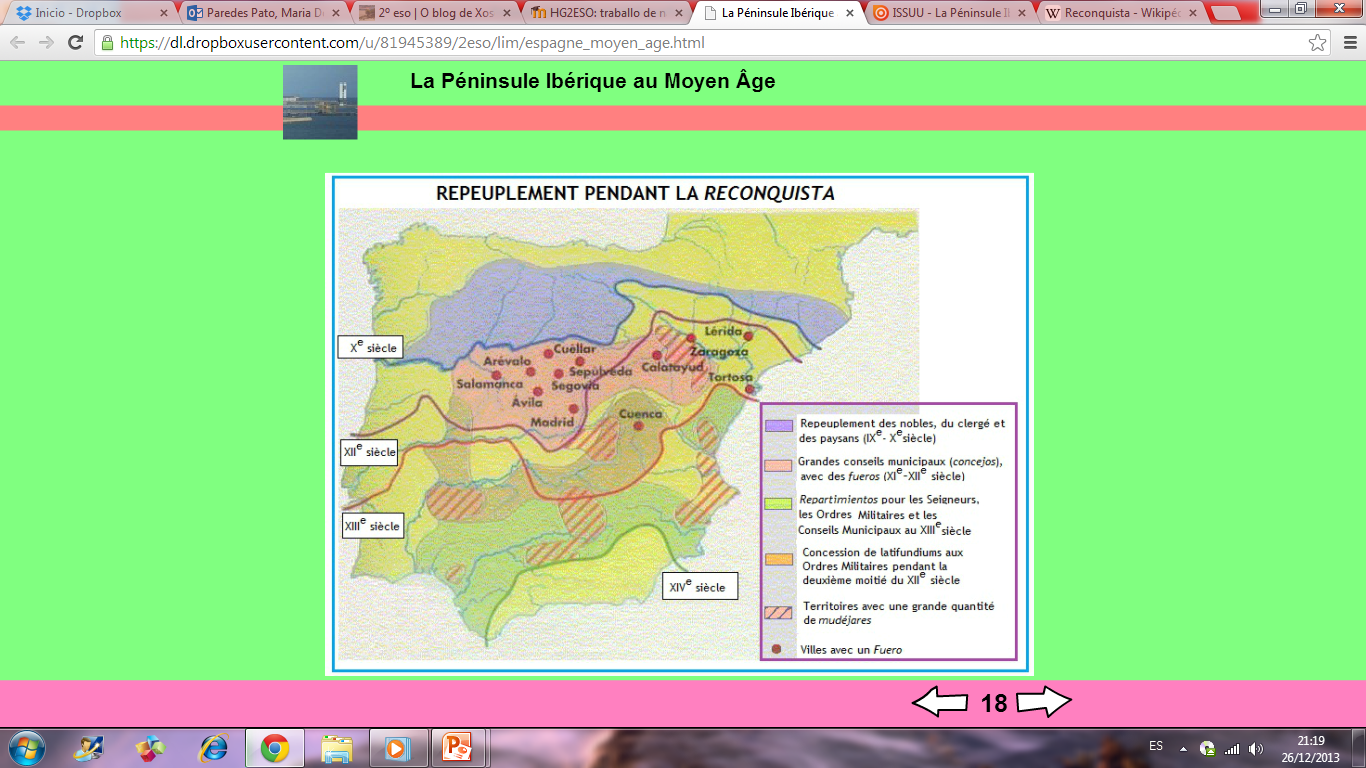 Inicio - Dropbox
Paredes Pato, Maria D
2º eso | O blog de Xos
HG2ESO: traballo de n
La Péninsule Ibérique
ISSUU - La Péninsule I
Reconquista - Wikipéd
https://dl.dropboxusercontent.com/u/81945389/2eso/lim/espagne_moyen_age.html
La Péninsule Ibérique au Moyen Âge
REPEUPLEMENT PENDANT LA RECONQUISTA
Xe siècle
XIIe siècle
XIIIe siècle
XIVe siècle
Lérida
Zaragoza
Calatayud
Tortosa
Cuëllar
Arévalo
Sepúlveda
Salamanca
Segovia
Ávila
Madrid
Cuenca
Repeuplement des nobles, du clergé et
des paysans (IXe- Xe siècle)
Grandes conseils municipaux (concejos),
avec des fueros (XIe-XIIe siècle)
Repartimientos pour les Seigneurs,
les Ordres Militaires et les
Conseils Municipaux au XIIIe siècle
Concession de latifundiums aux
Ordres Militaires pendant la
deuxième moitié du XIIe siècle
Territoires avec une grande quantité
de mudéjares
Villes avec un Fuero
18
ES
21:19
26/12/2013